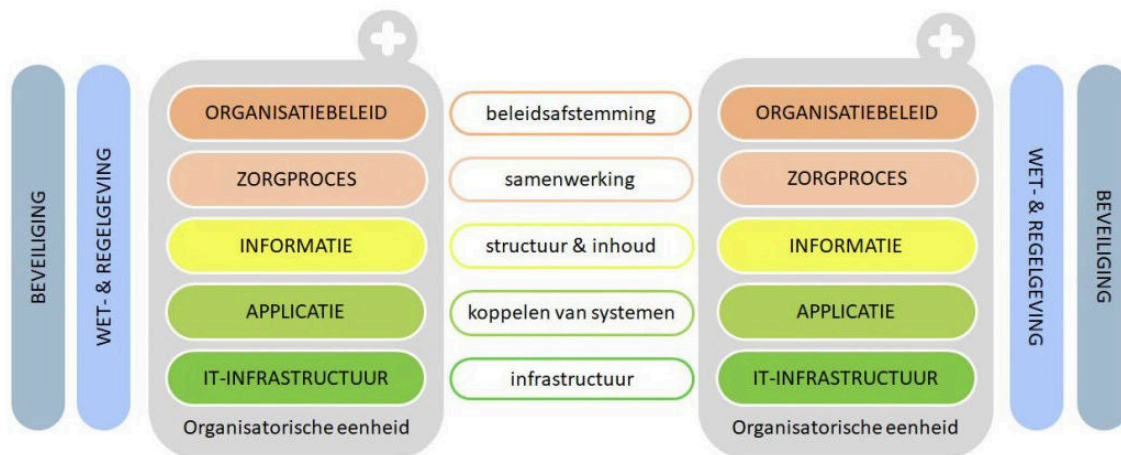 BEVEILIGING
WET- & REGELGEVING
ORGANISATIEBELEID
ZORGPROCES
INFORMATIE
APPLICATIE
IT-INFRASTRUCTUUR
Organisatorische eenheid
beleidsafstemming
samenwerking
structuur & inhoud
koppelen van systemen
infrastructuur
ORGANISATIEBELEID
ZORGPROCES
INFORMATIE
APPLICATIE
IT-INFRASTRUCTUUR
Organisatorische eenheid
WET- & REGELGEVING
BEVEILIGING